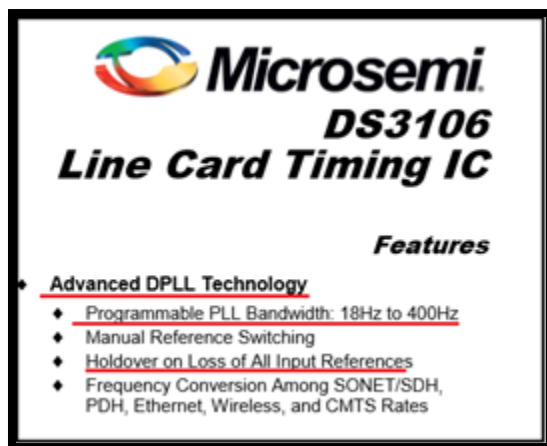 Microsemi.
DS3106
Line Card Timing IC
Features
♦ Advanced DPLL Technology
♦ Programmable PLL Bandwidth: 18Hz to 400Hz
♦ Manual Reference Switching
♦ Holdover on Loss of All Input References
♦ Frequency Conversion Among SONET/SDH,
PDH, Ethernet, Wireless, and CMTS Rates